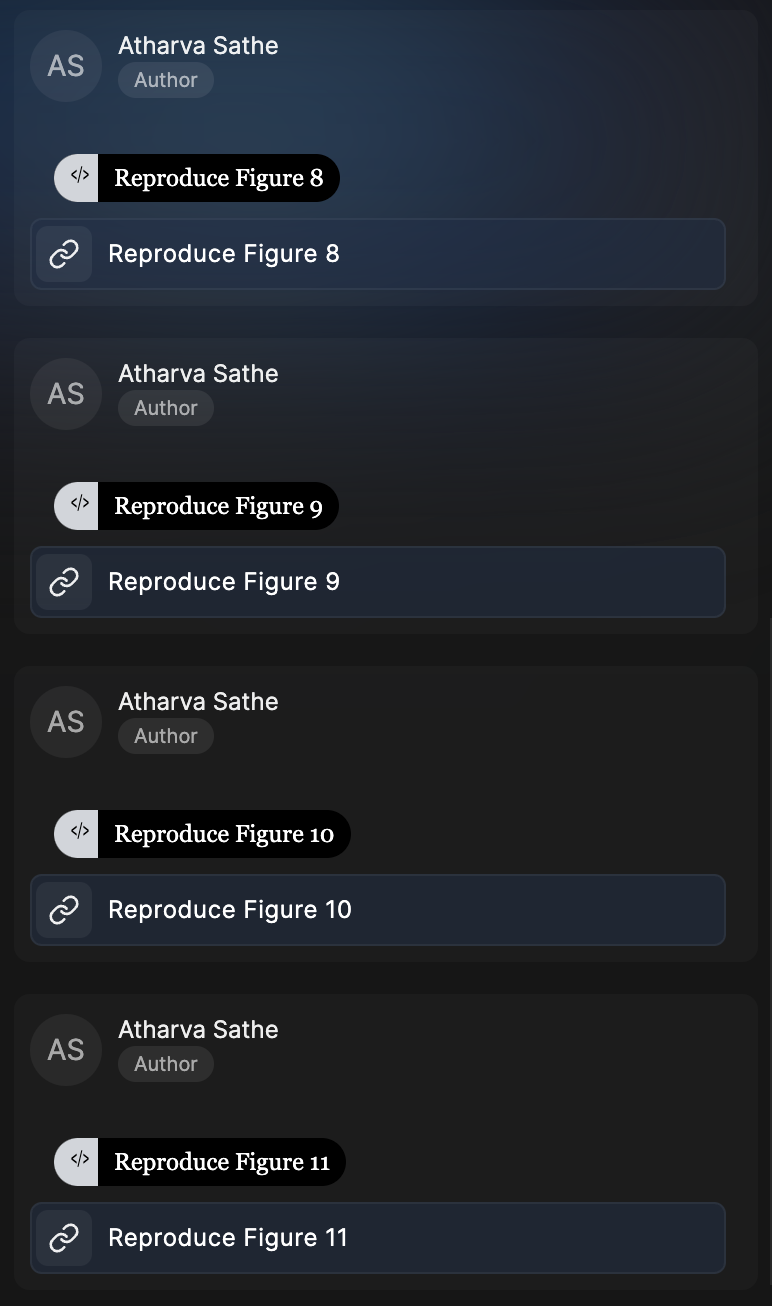 AS
Atharva Sathe
Author
</> Reproduce Figure 8
Reproduce Figure 8
AS
Atharva Sathe
Author
</> Reproduce Figure 9
Reproduce Figure 9
AS
Atharva Sathe
Author
</> Reproduce Figure 10
Reproduce Figure 10
AS
Atharva Sathe
Author
</> Reproduce Figure 11
Reproduce Figure 11